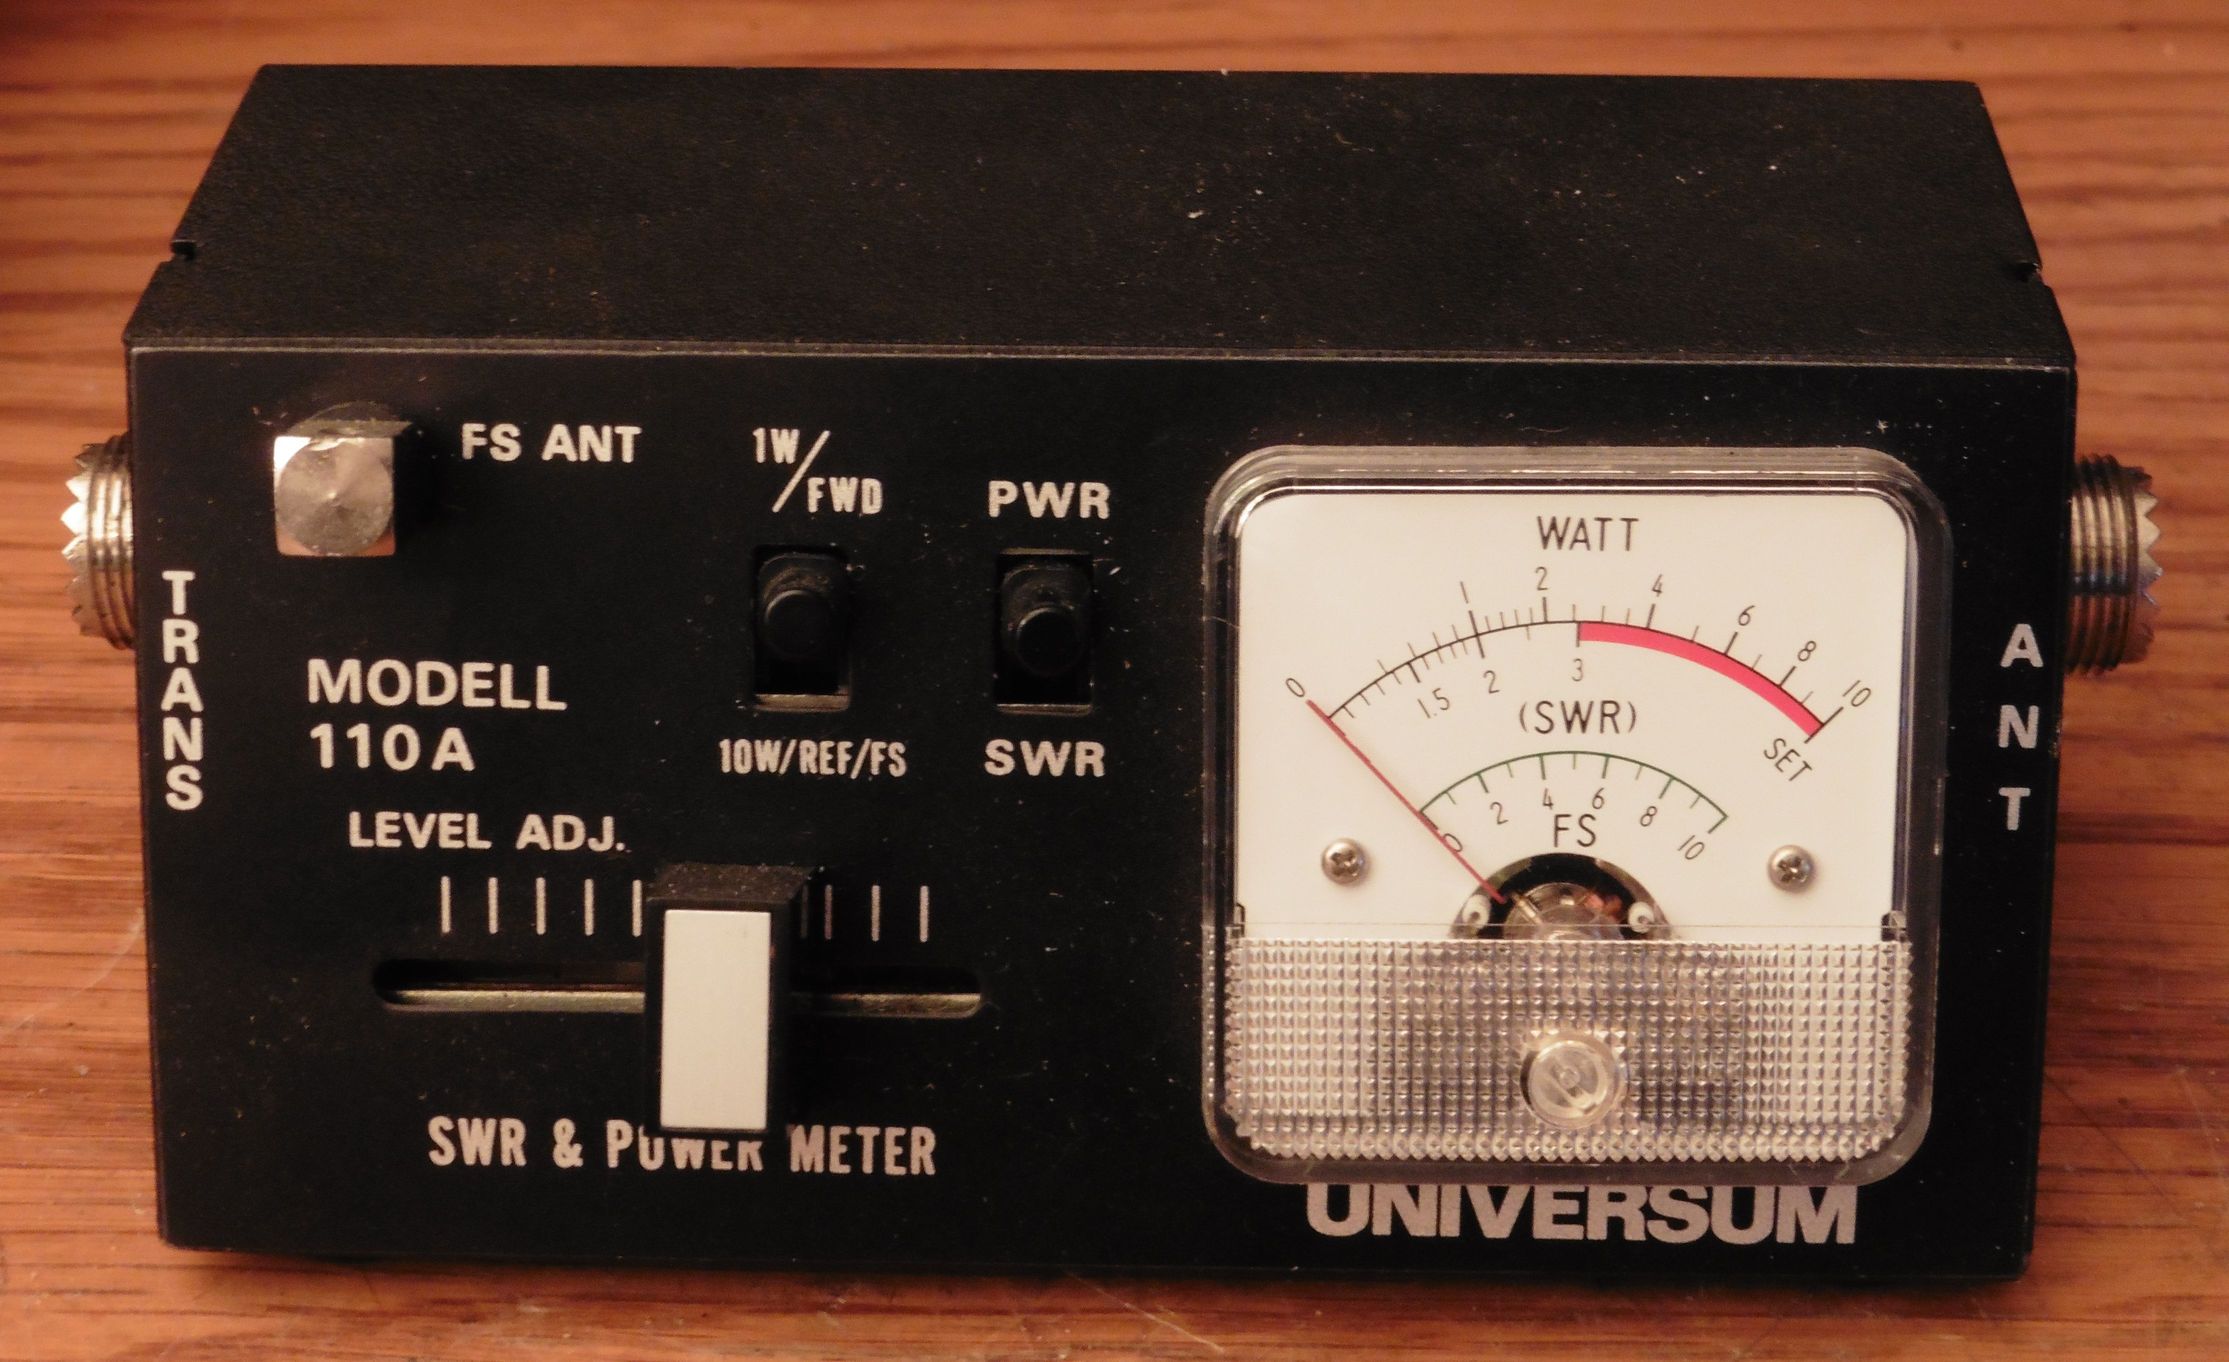 FS ANT
1W/FWD
PWR
10W/REF/FS
SWR
TRANS
MODELL
110A
LEVEL ADJ.
SWR & POWER METER
WATT
0 1 2 4 6 8 10
1.5 2 3 SET
(SWR)
0 2 4 6 8 10
FS
ANT
UNIVERSUM